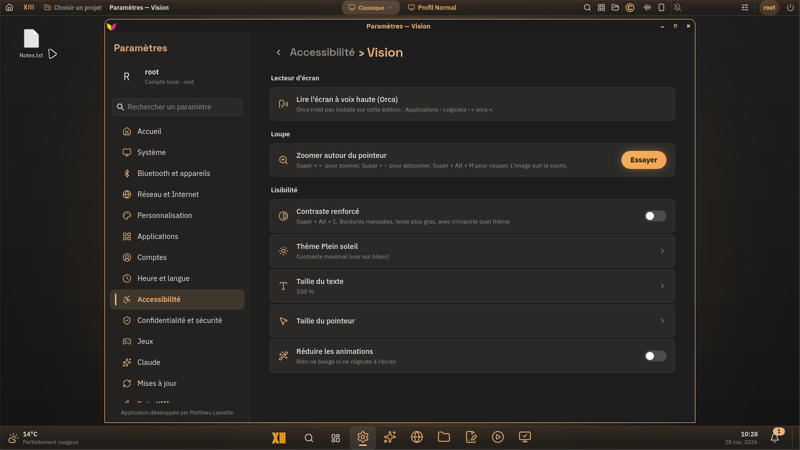 XIII
Choisir un projet
Paramètres — Vision
Classique
Profil Normal
root
Notes.txt
Paramètres — Vision
Paramètres
R
root
Compte local · root
Rechercher un paramètre
Accueil
Système
Bluetooth et appareils
Réseau et Internet
Personnalisation
Applications
Comptes
Heure et langue
Accessibilité
Confidentialité et sécurité
Jeux
Claude
Mises à jour
Application développée par Matthieu Lamotte
Accessibilité > Vision
Lecteur d'écran
Lire l'écran à voix haute (Orca)
Orca n'est pas installé sur cette édition : Applications › Logiciels › « orca ».
Loupe
Zoomer autour du pointeur
Super + = pour zoomer, Super + - pour dézoomer, Super + Alt + M pour couper. L'image suit la souris.
Essayer
Lisibilité
Contraste renforcé
Super + Alt + C. Bordures marquées, texte plus gras, avec n'importe quel thème
Thème Plein soleil
Contraste maximal (noir sur blanc)
Taille du texte
100 %
Taille du pointeur
Réduire les animations
Rien ne bouge ni ne clignote à l'écran
14°C
Partiellement nuageux
XIII
10:28
28 nov. 2026
1